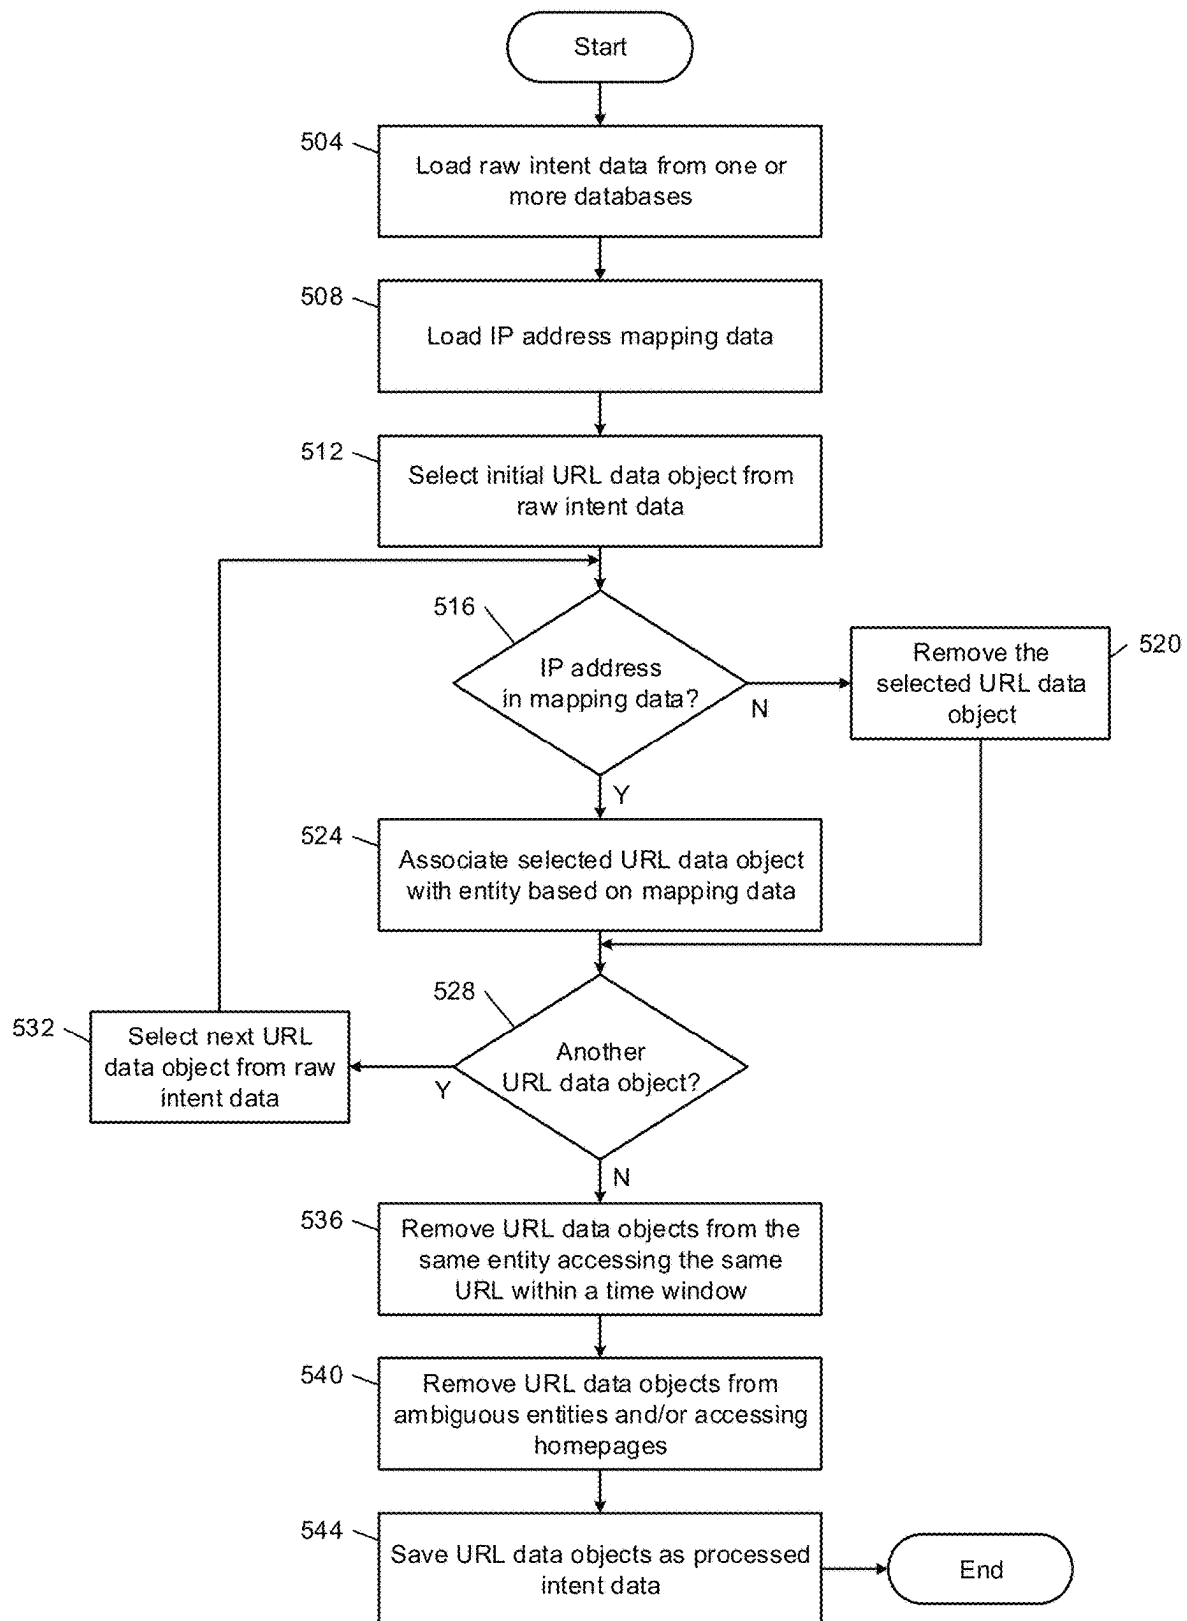 Start
504
Load raw intent data from one or
more databases
508
Load IP address mapping data
512
Select initial URL data object from
raw intent data
516
IP address
in mapping data?
N
Remove the
selected URL data
object
520
Y
524
Associate selected URL data object
with entity based on mapping data
528
Another
URL data object?
Y
532
Select next URL
data object from raw
intent data
N
536
Remove URL data objects from the
same entity accessing the same
URL within a time window
540
Remove URL data objects from
ambiguous entities and/or accessing
homepages
544
Save URL data objects as processed
intent data
End